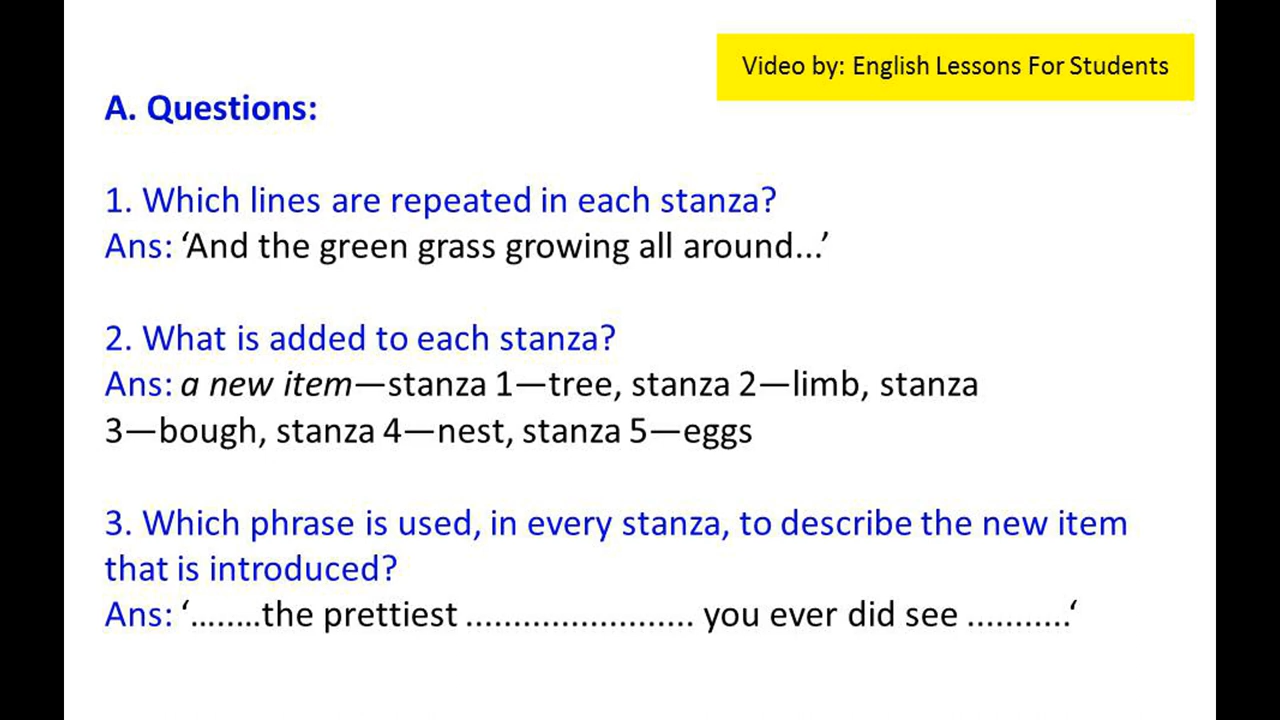 Video by: English Lessons For Students
A. Questions:
1. Which lines are repeated in each stanza?
Ans: ‘And the green grass growing all around...’
2. What is added to each stanza?
Ans: a new item—stanza 1—tree, stanza 2—limb, stanza
3—bough, stanza 4—nest, stanza 5—eggs
3. Which phrase is used, in every stanza, to describe the new item
that is introduced?
Ans: ‘........the prettiest ........................ you ever did see ...........‘